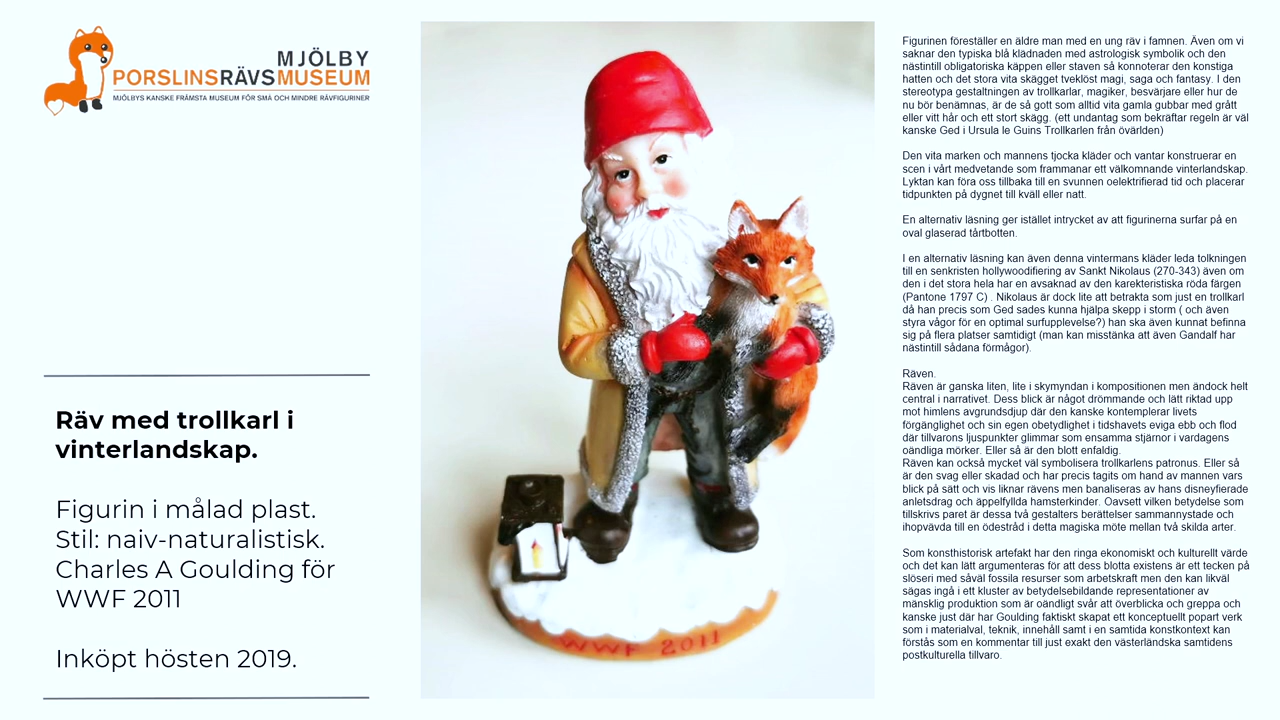 MJÖLBY
PORSLINSRÄVSMUSEUM
MJÖLBYS KANSKE FRÄMSTA MUSEUM FÖR SMÅ OCH MINDRE RÄVFIGURINER
Räv med trollkarl i
vinterlandskap.
Figurin i målad plast.
Stil: naiv-naturalistisk.
Charles A Goulding för
WWF 2011
Inköpt hösten 2019.
WWF 2011
Figurinen föreställer en äldre man med en ung räv i famnen. Även om vi
saknar den typiska blå klädnaden med astrologisk symbolik och den
nästintill obligatoriska käppen eller staven så konnoterar den konstiga
hatten och det stora vita skägget tveklöst magi, saga och fantasy. I den
stereotypa gestaltningen av trollkarlar, magiker, besvärjare eller hur de
nu bör benämnas, är de så gott som alltid vita gamla gubbar med grått
eller vitt hår och ett stort skägg. (ett undantag som bekräftar regeln är väl
kanske Ged i Ursula le Guins Trollkarlen från övärlden)
Den vita marken och mannens tjocka kläder och vantar konstruerar en
scen i vårt medvetande som frammanar ett välkomnande vinterlandskap.
Lyktan kan föra oss tillbaka till en svunnen oelektrifierad tid och placerar
tidpunkten på dygnet till kväll eller natt.
En alternativ läsning ger istället intrycket av att figurinerna surfar på en
oval glaserad tårtbotten.
I en alternativ läsning kan även denna vintermans kläder leda tolkningen
till en senkristen hollywoodifiering av Sankt Nikolaus (270-343) även om
den i det stora hela har en avsaknad av den karekteristiska röda färgen
(Pantone 1797 C) . Nikolaus är dock lite att betrakta som just en trollkarl
då han precis som Ged sades kunna hjälpa skepp i storm ( och även
styra vågor för en optimal surfupplevelse?) han ska även kunnat befinna
sig på flera platser samtidigt (man kan misstänka att även Gandalf har
nästintill sådana förmågor).
Räven.
Räven är ganska liten, lite i skymyndan i kompositionen men ändock helt
central i narrativet. Dess blick är något drömmande och lätt riktad upp
mot himlens avgrundsdjup där den kanske kontemplerar livets
förgänglighet och sin egen obetydlighet i tidshavets eviga ebb och flod
där tillvarons ljuspunkter glimmar som ensamma stjärnor i vardagens
oändliga mörker. Eller så är den blott enfaldig.
Räven kan också mycket väl symbolisera trollkarlens patronus. Eller så
är den svag eller skadad och har precis tagits om hand av mannen vars
blick på sätt och vis liknar rävens men banaliseras av hans disneyfierade
anletsdrag och äppelfyllda hamsterkinder. Oavsett vilken betydelse som
tillskrivs paret är dessa två gestalters berättelser sammannystade och
ihopvävda till en ödestråd i detta magiska möte mellan två skilda arter.
Som konsthistorisk artefakt har den ringa ekonomiskt och kulturellt värde
och det kan lätt argumenteras för att dess blotta existens är ett tecken på
slöseri med såväl fossila resurser som arbetskraft men den kan likväl
sägas ingå i ett kluster av betydelsebildande representationer av
mänsklig produktion som är oändligt svår att överblicka och greppa och
kanske just där har Goulding faktiskt skapat ett konceptuellt popart verk
som i materialval, teknik, innehåll samt i en samtida konstkontext kan
förstås som en kommentar till just exakt den västerländska samtidens
postkulturella tillvaro.